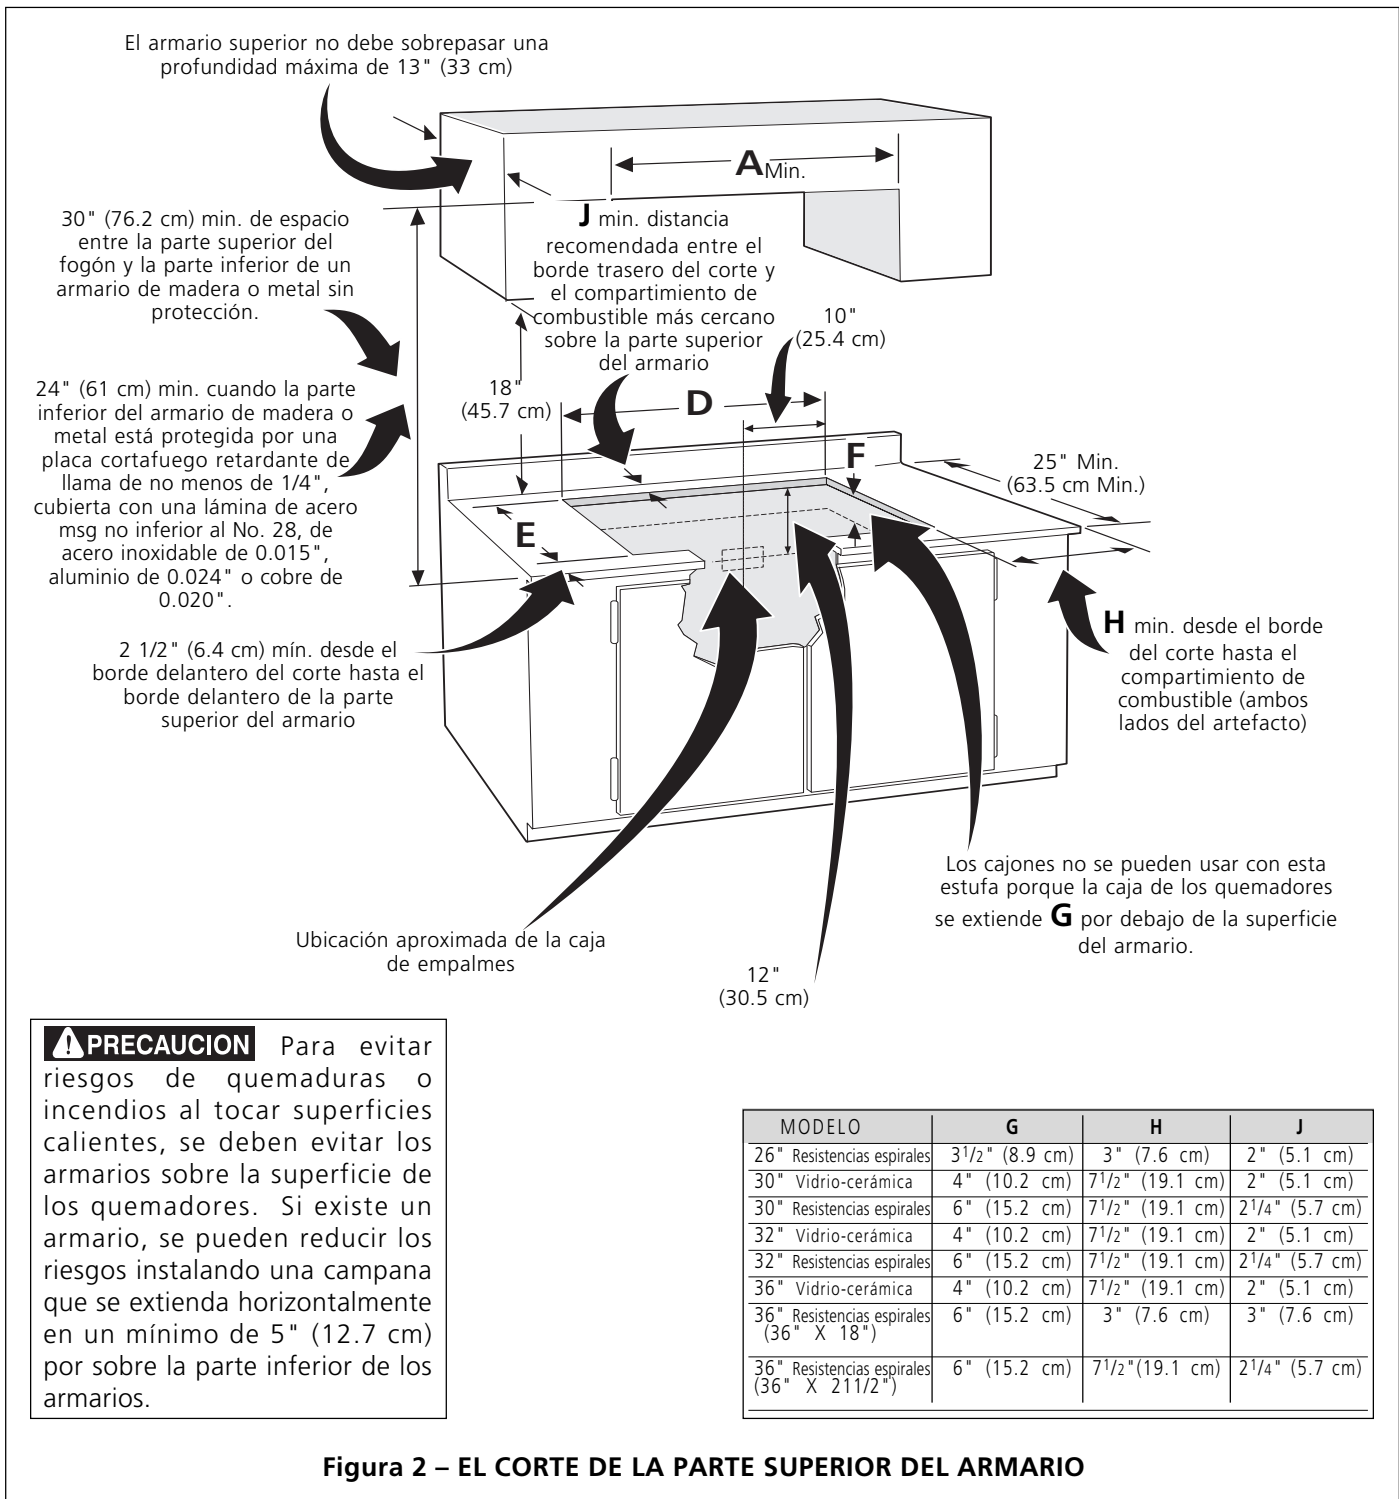 El armario superior no debe sobrepasar una
profundidad máxima de 13" (33 cm)
A Min.
30" (76.2 cm) min. de espacio
entre la parte superior del
fogón y la parte inferior de un
armario de madera o metal sin
protección.
J min. distancia
recomendada entre el
borde trasero del corte y
el compartimiento de
combustible más cercano
sobre la parte superior
del armario
10"
(25.4 cm)
24" (61 cm) min. cuando la parte
inferior del armario de madera o
metal está protegida por una
placa cortafuego retardante de
llama de no menos de 1/4",
cubierta con una lámina de acero
msg no inferior al No. 28, de
acero inoxidable de 0.015",
aluminio de 0.024" o cobre de
0.020".
18"
(45.7 cm)
D
F
25" Min.
(63.5 cm Min.)
E
2 1/2" (6.4 cm) mín. desde el
borde delantero del corte hasta el
borde delantero de la parte
superior del armario
H min. desde el borde
del corte hasta el
compartimiento de
combustible (ambos
lados del artefacto)
Los cajones no se pueden usar con esta
estufa porque la caja de los quemadores
se extiende G por debajo de la superficie
del armario.
Ubicación aproximada de la caja
de empalmes
12"
(30.5 cm)
PRECAUCION Para evitar
riesgos de quemaduras o
incendios al tocar superficies
calientes, se deben evitar los
armarios sobre la superficie de
los quemadores. Si existe un
armario, se pueden reducir los
riesgos instalando una campana
que se extienda horizontalmente
en un mínimo de 5" (12.7 cm)
por sobre la parte inferior de los
armarios.
MODELO G H J
26" Resistencias espirales 3 1/2" (8.9 cm) 3" (7.6 cm) 2" (5.1 cm)
30" Vidrio-cerámica 4" (10.2 cm) 7 1/2" (19.1 cm) 2" (5.1 cm)
30" Resistencias espirales 6" (15.2 cm) 7 1/2" (19.1 cm) 2 1/4" (5.7 cm)
32" Vidrio-cerámica 4" (10.2 cm) 7 1/2" (19.1 cm) 2" (5.1 cm)
32" Resistencias espirales 6" (15.2 cm) 7 1/2" (19.1 cm) 2 1/4" (5.7 cm)
36" Vidrio-cerámica 4" (10.2 cm) 7 1/2" (19.1 cm) 2" (5.1 cm)
36" Resistencias espirales 6" (15.2 cm) 3" (7.6 cm) 3" (7.6 cm)
(36" X 18")
36" Resistencias espirales 6" (15.2 cm) 7 1/2"(19.1 cm) 2 1/4" (5.7 cm)
(36" X 211/2")
Figura 2 – EL CORTE DE LA PARTE SUPERIOR DEL ARMARIO